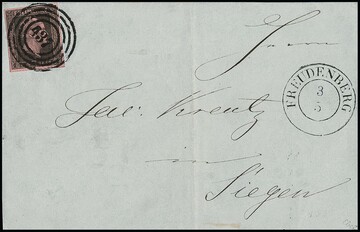 Herrn
FREUDENBERG
3
5
Jac: Kreutz
in
Siegen